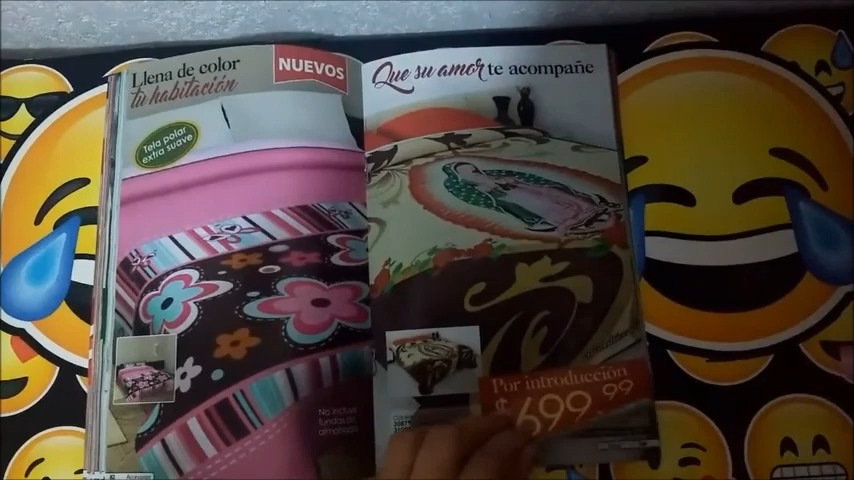 Llena de color
tu habitación
NUEVOS
Tela polar
extra suave
No incluye
fundas de
almohada
Que su amor te acompañe
Por introducción
$699.99